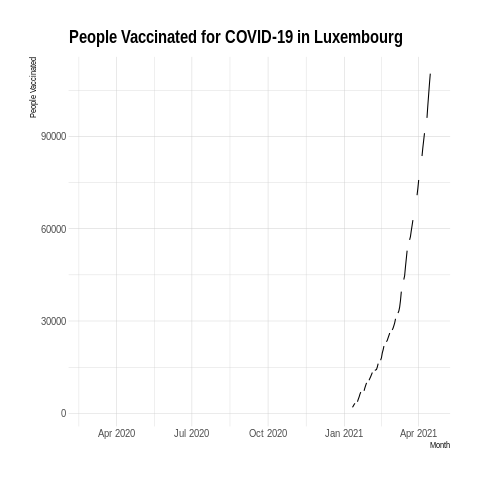 People Vaccinated for COVID-19 in Luxembourg
People Vaccinated
90000
60000
30000
0
Apr 2020 Jul 2020 Oct 2020 Jan 2021 Apr 2021
Month